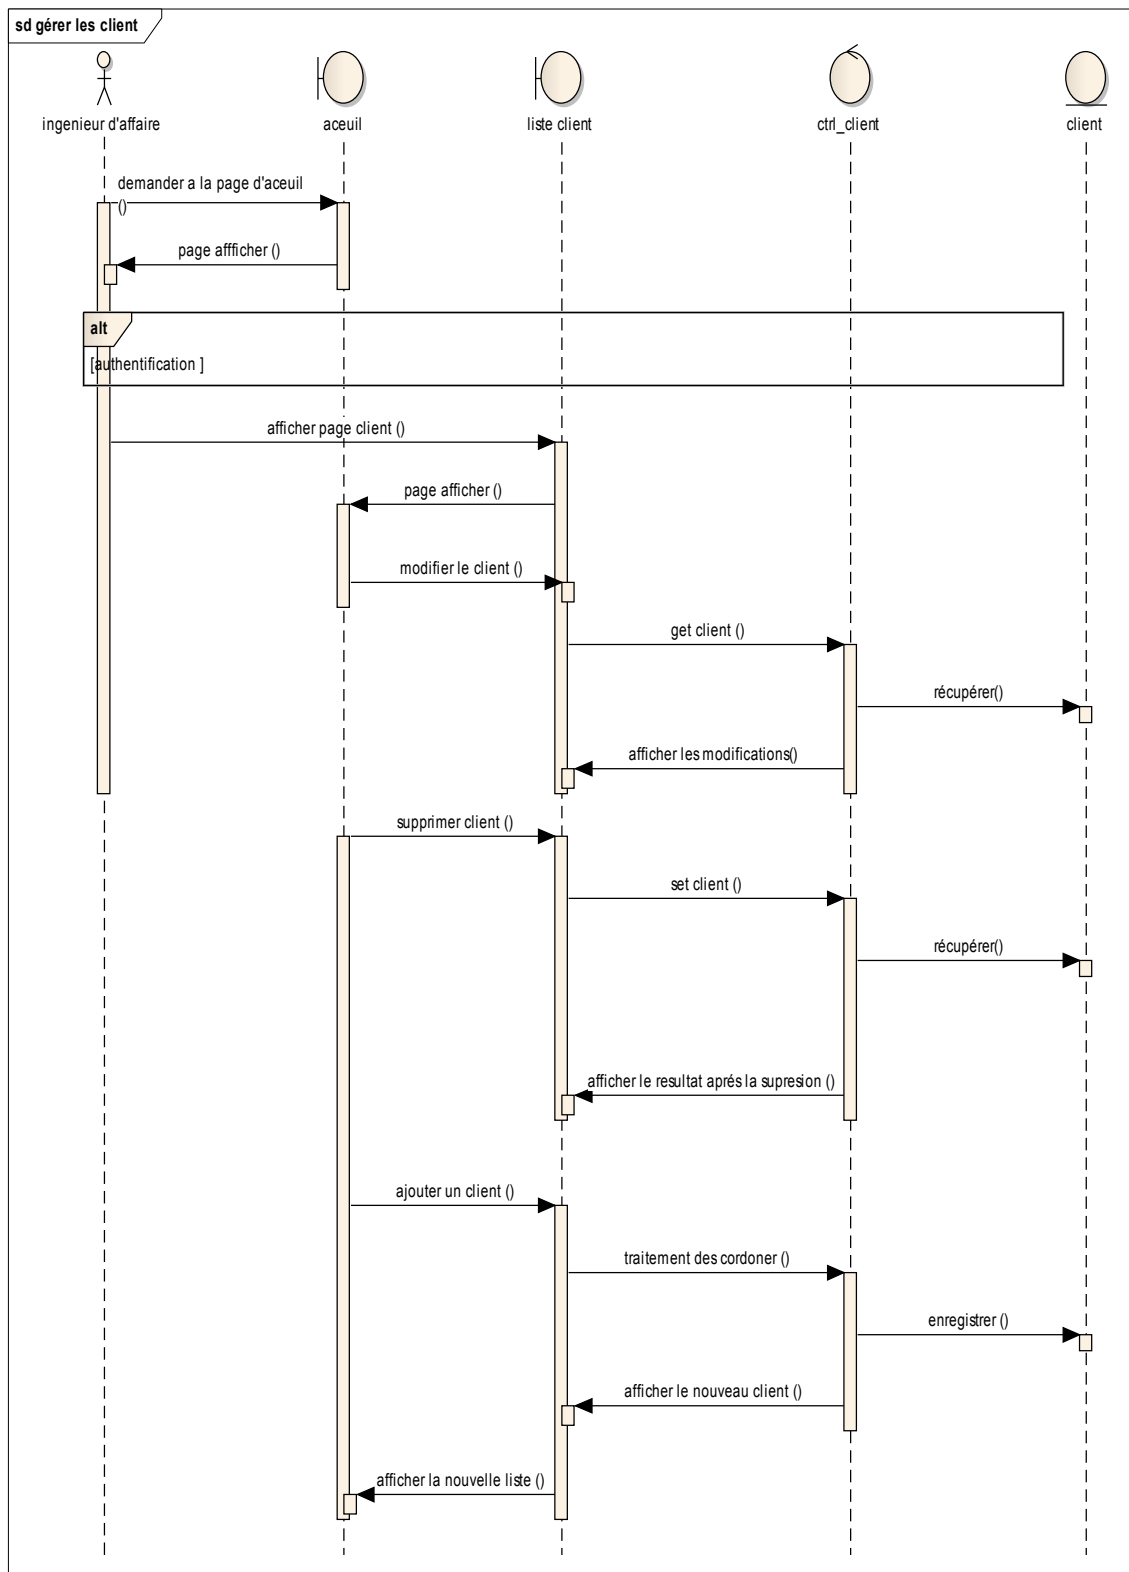 sd gérer les client
ingenieur d'affaire
aceuil
liste client
ctrl_client
client
demander a la page d'aceuil
()
page affficher ()
alt
[authentification ]
afficher page client ()
page afficher ()
modifier le client ()
get client ()
récupérer()
afficher les modifications()
supprimer client ()
set client ()
récupérer()
afficher le resultat aprés la supresion ()
ajouter un client ()
traitement des cordoner ()
enregistrer ()
afficher le nouveau client ()
afficher la nouvelle liste ()